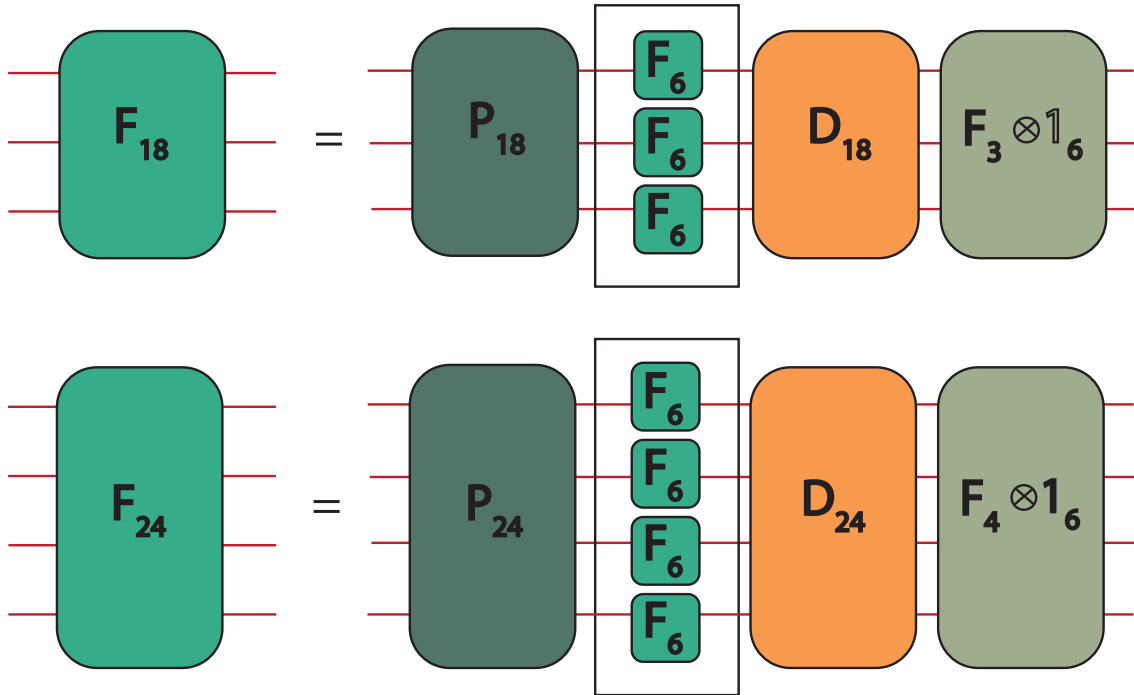 F₁₈ = P₁₈ F₆ D₁₈ F₃ ⊗ 𝟙₆
F₆
F₆
F₂₄ = P₂₄ F₆ D₂₄ F₄ ⊗ 1₆
F₆
F₆
F₆